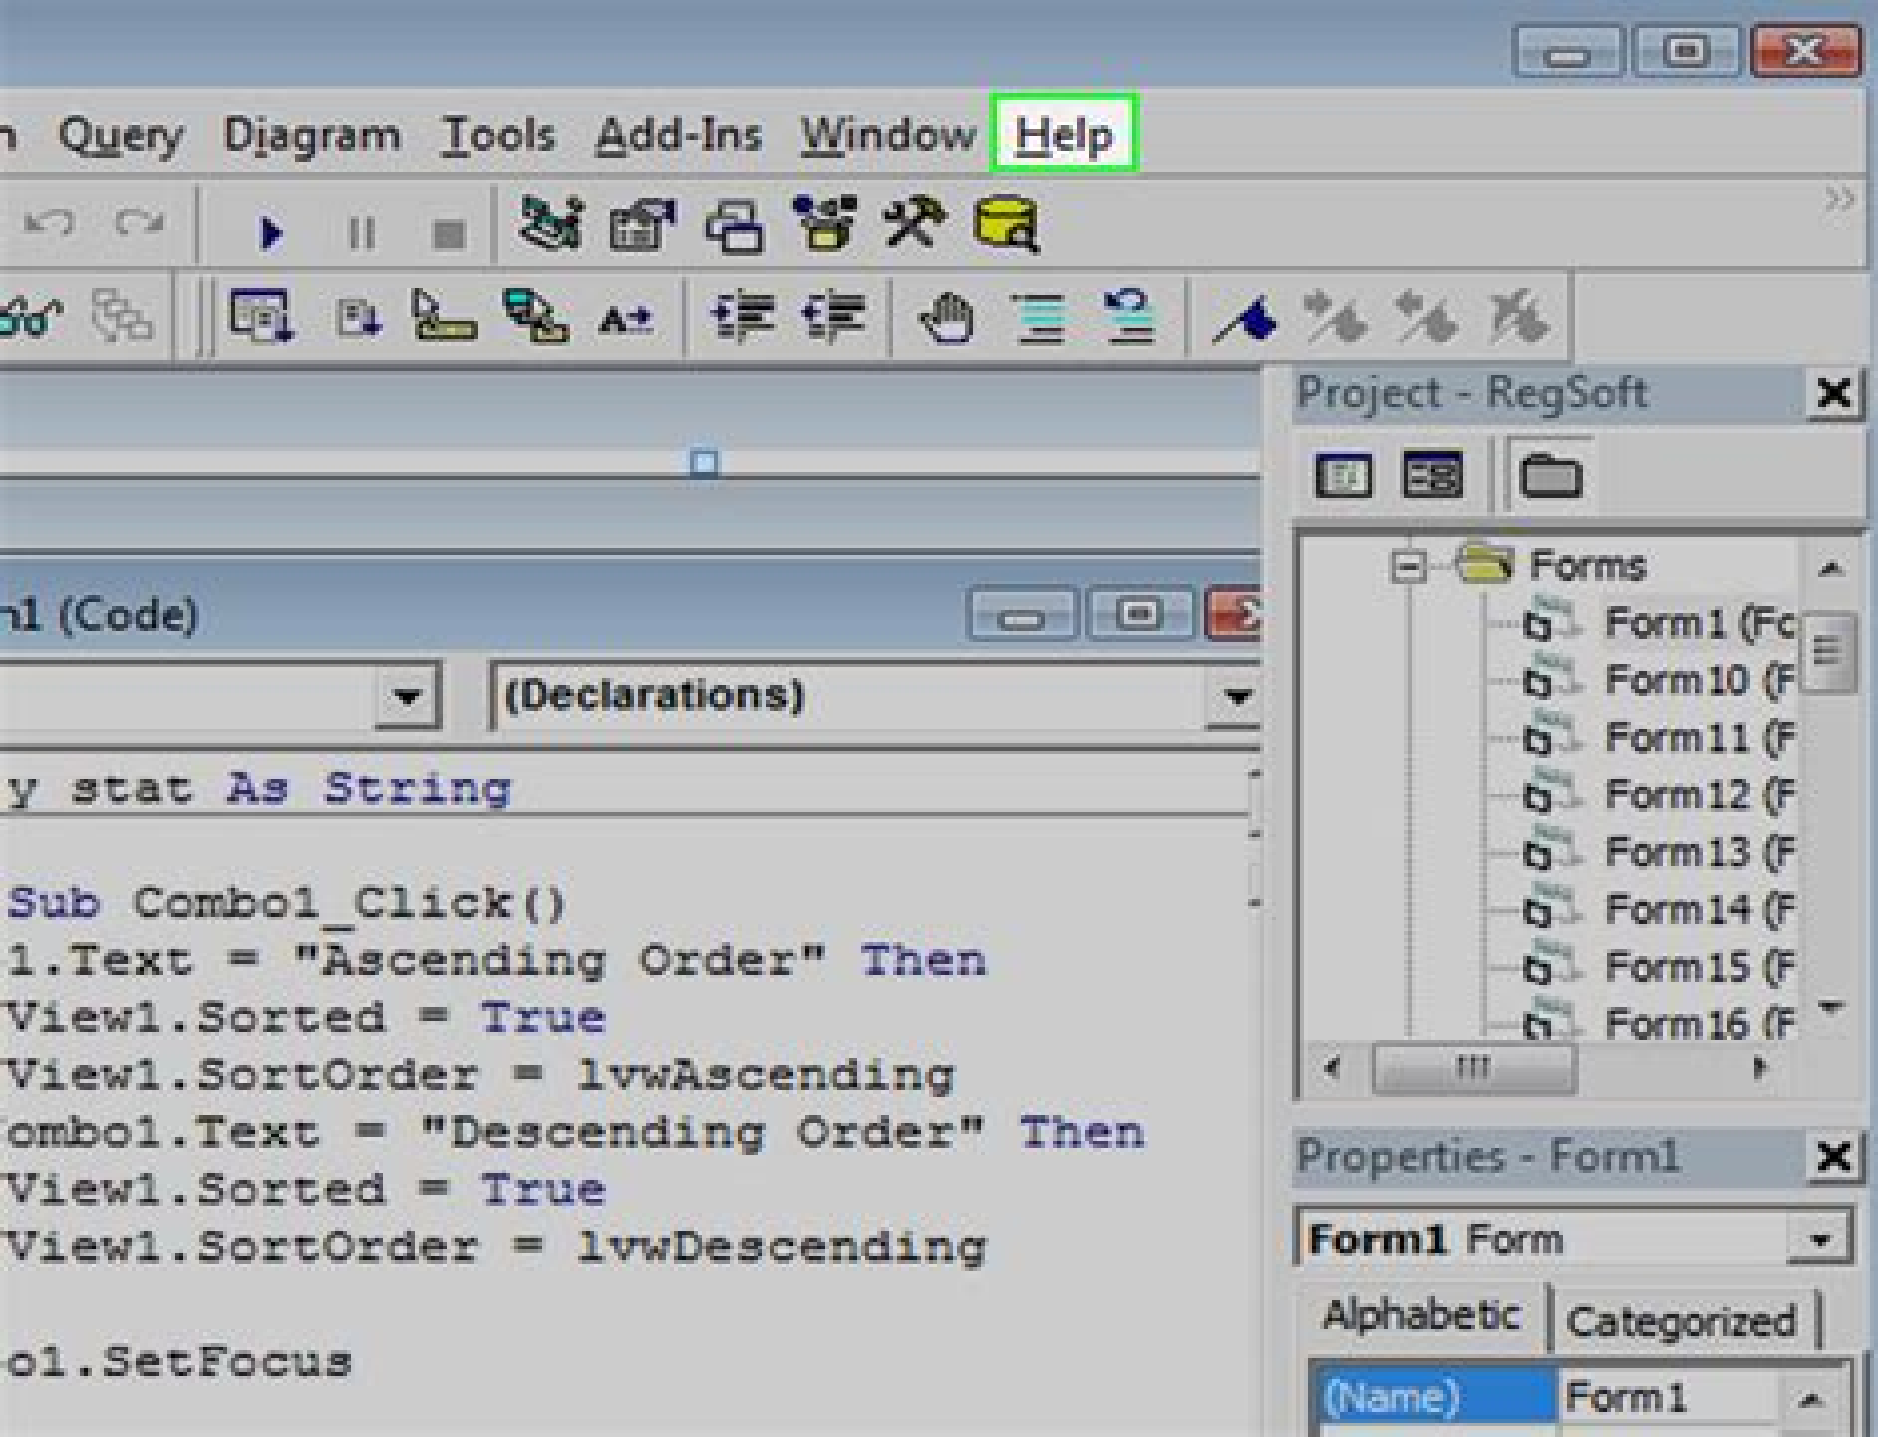 Query Diagram Tools Add-Ins Window Help
Project - RegSoft
Forms
Form1 (Fo
Form10 (F
Form11 (F
Form12 (F
Form13 (F
Form14 (F
Form15 (F
Form16 (F
(Code)
(Declarations)
y stat As String
Sub Combo1_Click()
1.Text = "Ascending Order" Then
View1.Sorted = True
View1.SortOrder = lvwAscending
ombo1.Text = "Descending Order" Then
View1.Sorted = True
View1.SortOrder = lvwDescending
o1.SetFocus
Properties - Form1
Form1 Form
Alphabetic Categorized
(Name) Form1